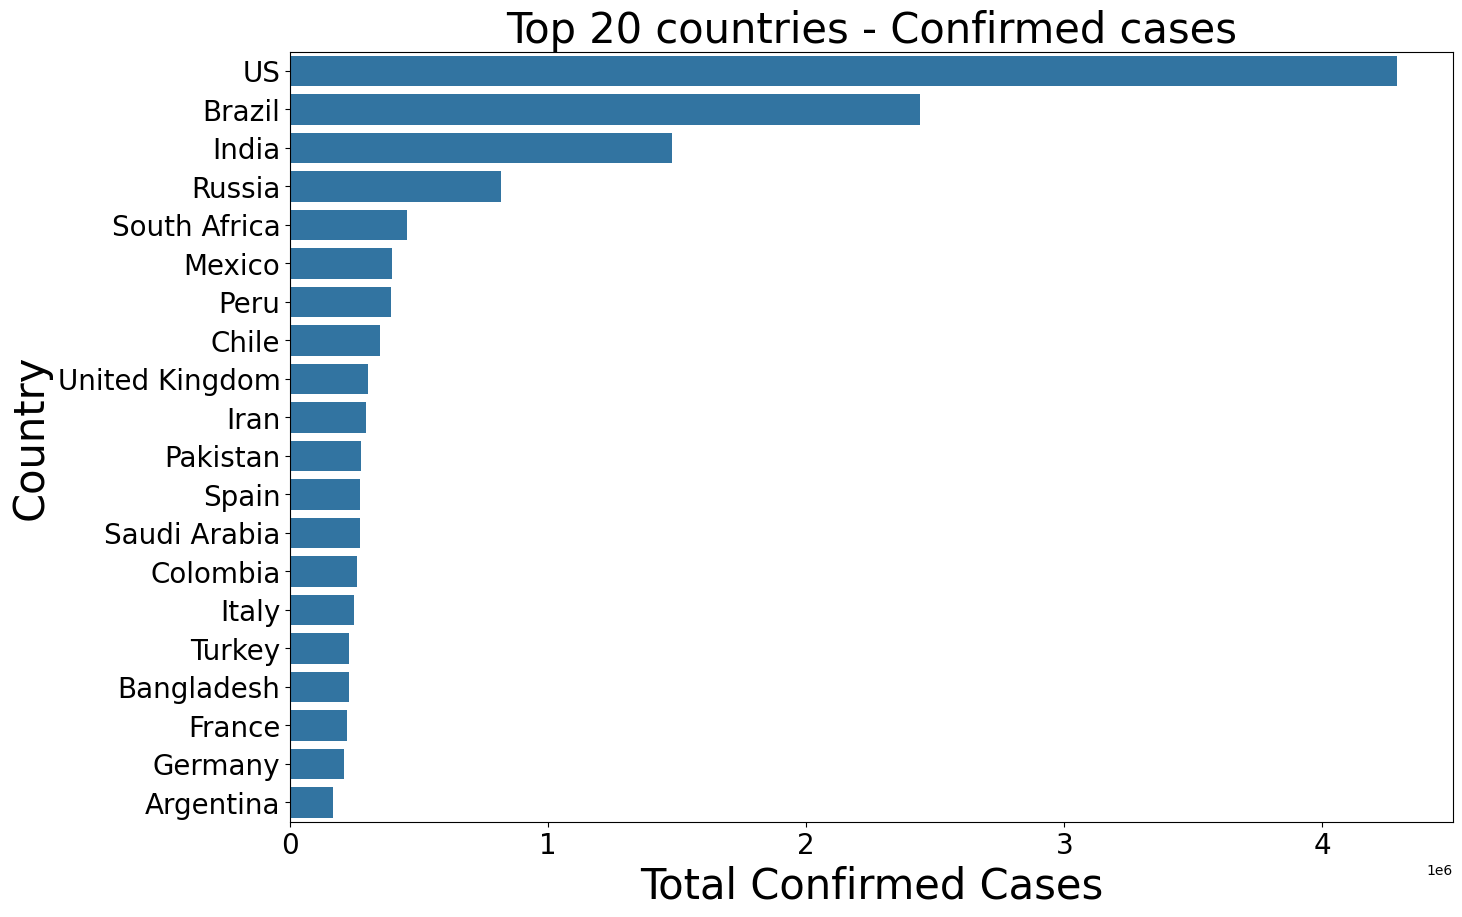 Top 20 countries - Confirmed cases
US
Brazil
India
Russia
South Africa
Mexico
Peru
Chile
United Kingdom
Iran
Pakistan
Spain
Saudi Arabia
Colombia
Italy
Turkey
Bangladesh
France
Germany
Argentina
Country
0 1 2 3 4
1e6
Total Confirmed Cases